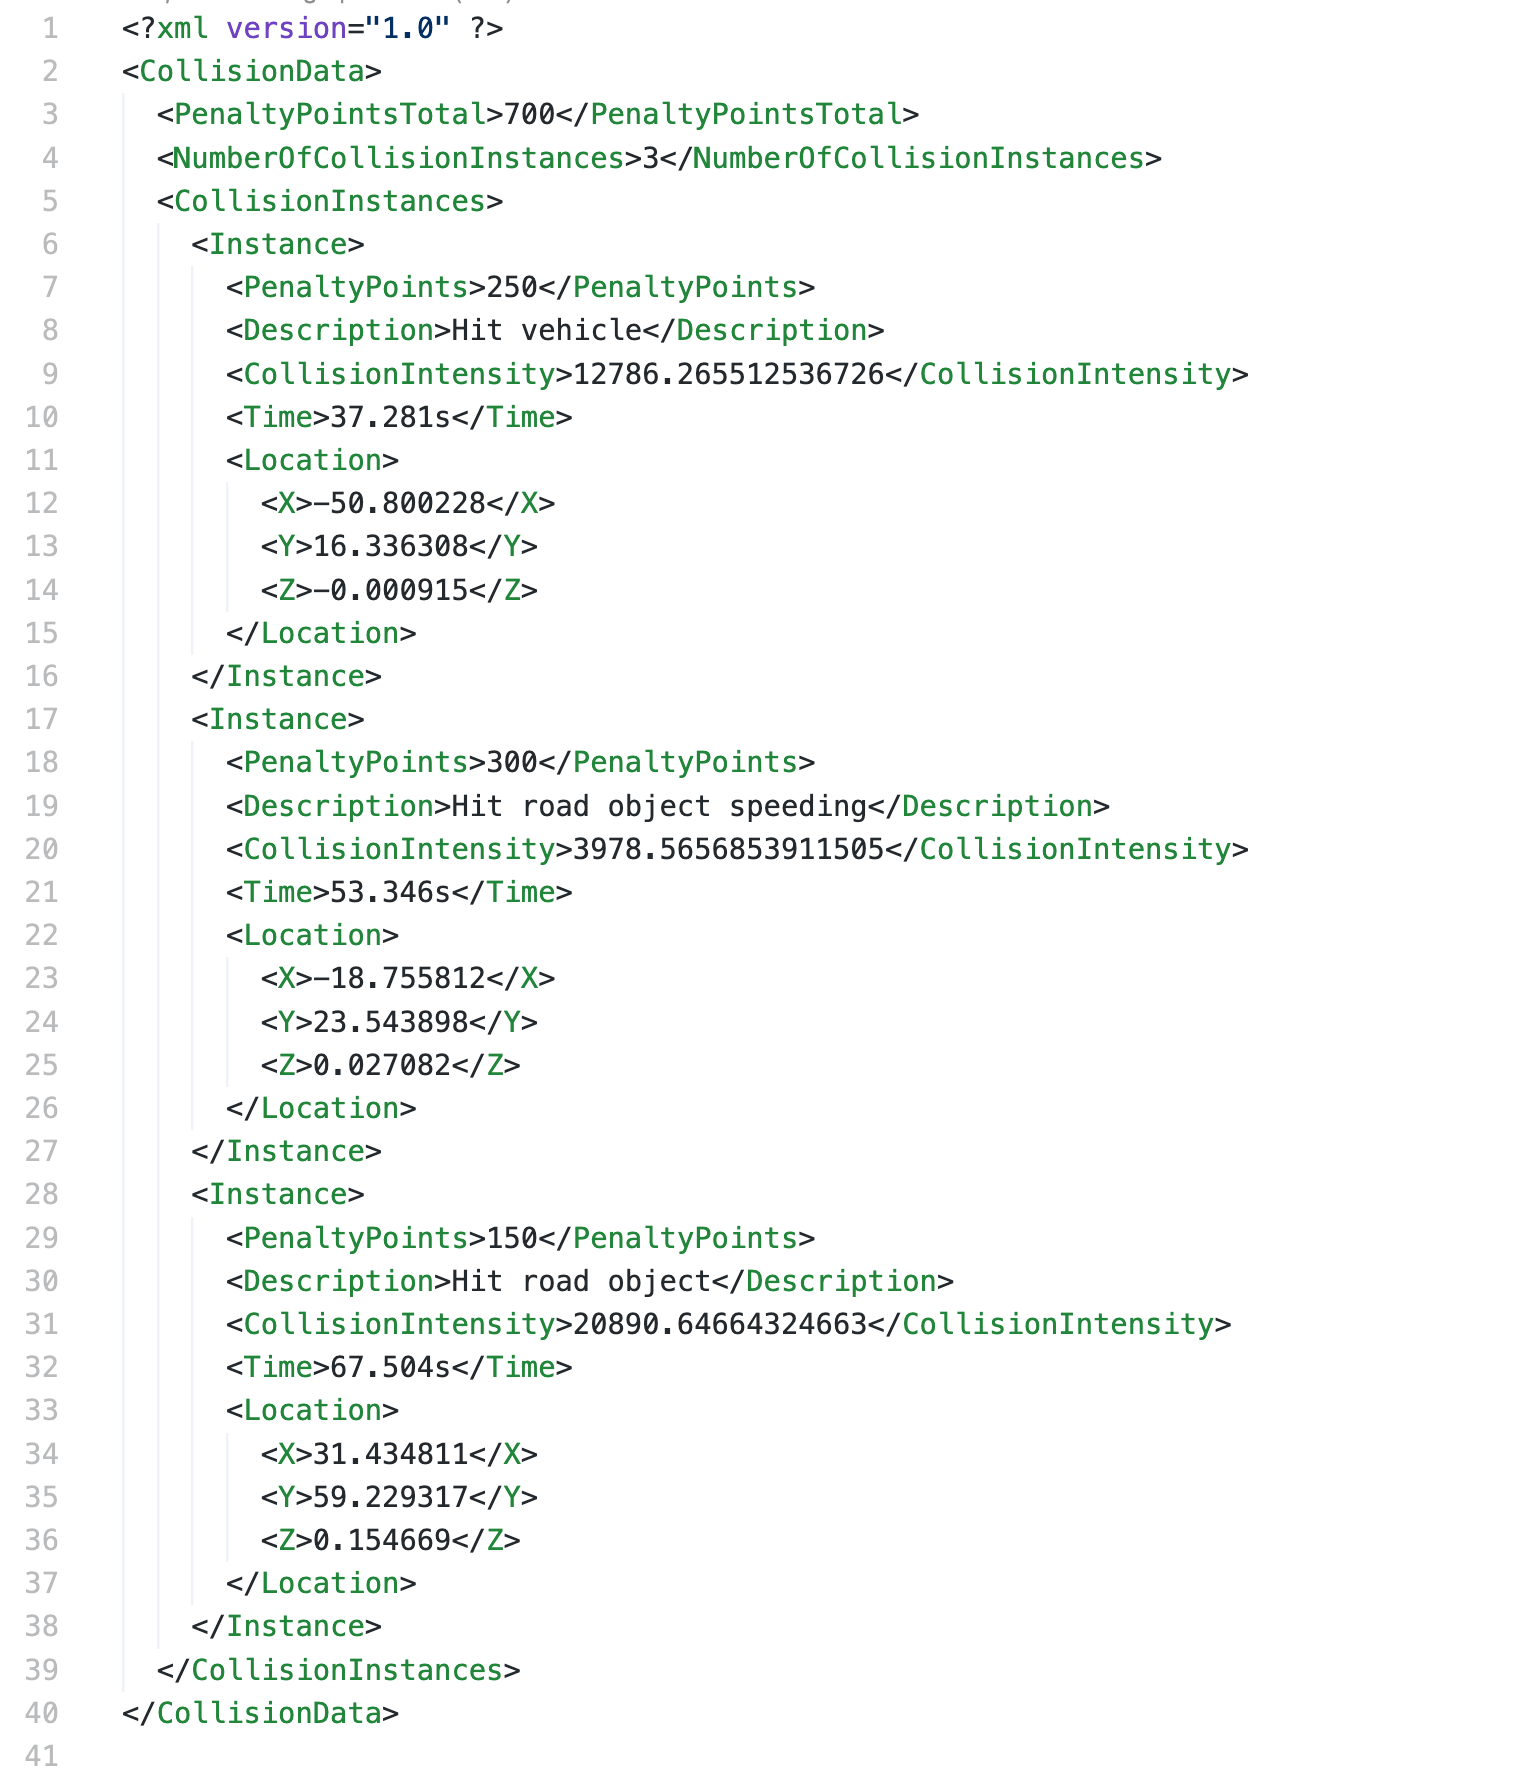 1 <?xml version="1.0" ?>
2 <CollisionData>
3   <PenaltyPointsTotal>700</PenaltyPointsTotal>
4   <NumberOfCollisionInstances>3</NumberOfCollisionInstances>
5   <CollisionInstances>
6     <Instance>
7       <PenaltyPoints>250</PenaltyPoints>
8       <Description>Hit vehicle</Description>
9       <CollisionIntensity>12786.265512536726</CollisionIntensity>
10       <Time>37.281s</Time>
11       <Location>
12         <X>-50.800228</X>
13         <Y>16.336308</Y>
14         <Z>-0.000915</Z>
15       </Location>
16     </Instance>
17     <Instance>
18       <PenaltyPoints>300</PenaltyPoints>
19       <Description>Hit road object speeding</Description>
20       <CollisionIntensity>3978.5656853911505</CollisionIntensity>
21       <Time>53.346s</Time>
22       <Location>
23         <X>-18.755812</X>
24         <Y>23.543898</Y>
25         <Z>0.027082</Z>
26       </Location>
27     </Instance>
28     <Instance>
29       <PenaltyPoints>150</PenaltyPoints>
30       <Description>Hit road object</Description>
31       <CollisionIntensity>20890.64664324663</CollisionIntensity>
32       <Time>67.504s</Time>
33       <Location>
34         <X>31.434811</X>
35         <Y>59.229317</Y>
36         <Z>0.154669</Z>
37       </Location>
38     </Instance>
39   </CollisionInstances>
40 </CollisionData>
41